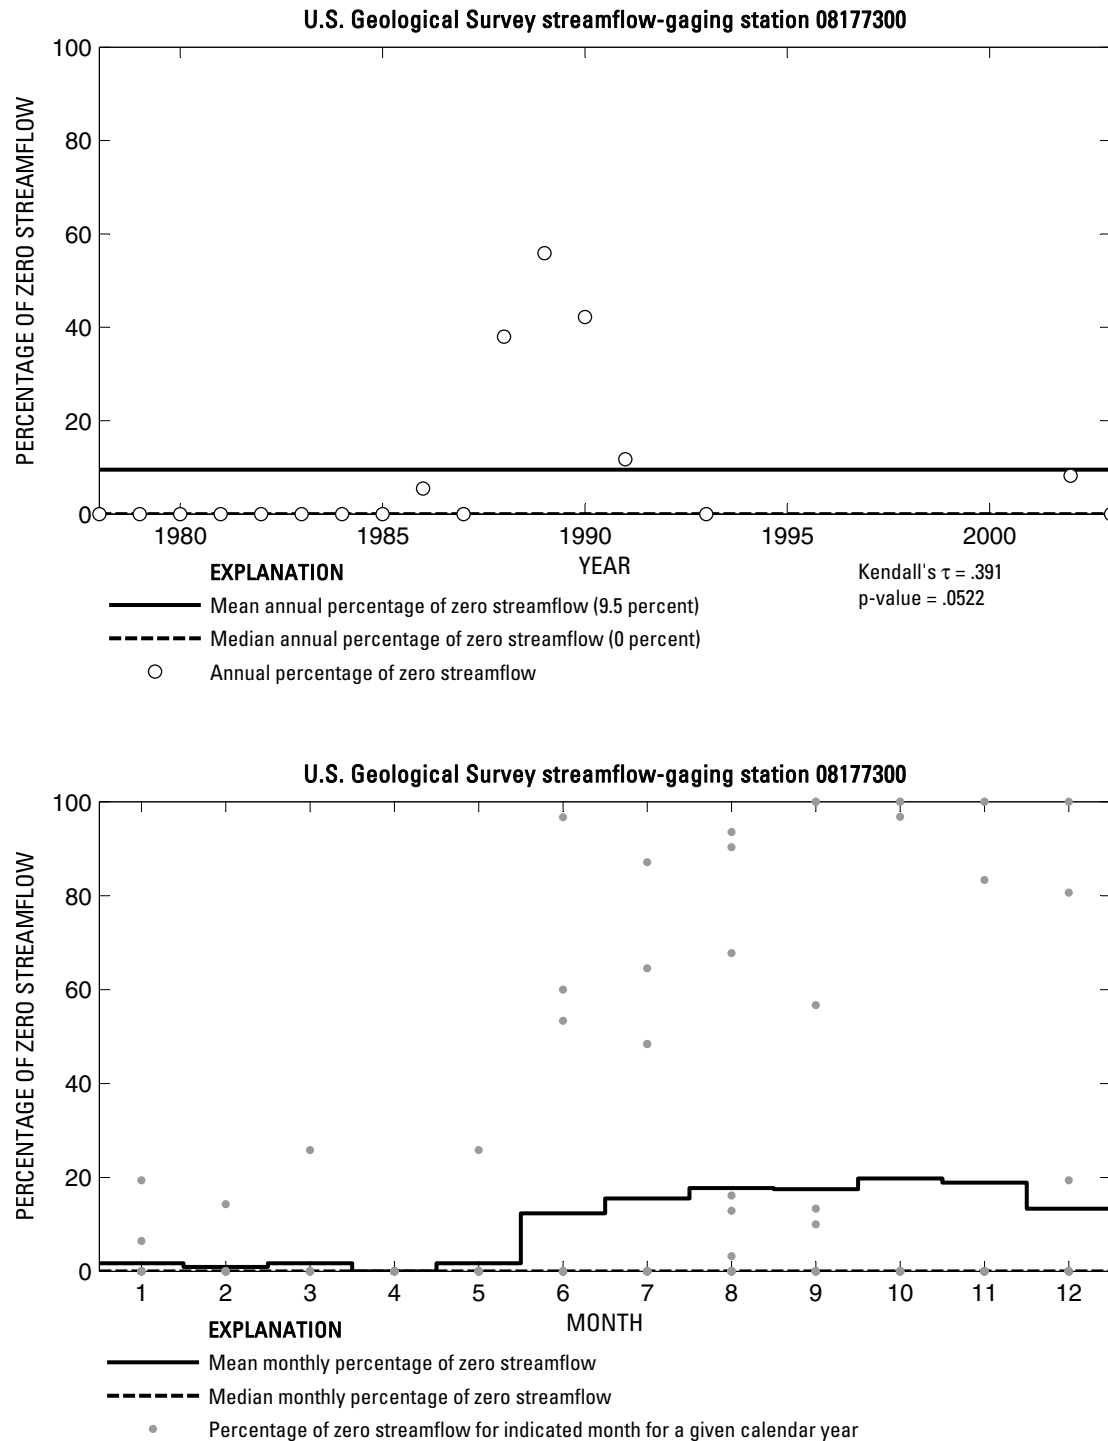 U.S. Geological Survey streamflow-gaging station 08177300
PERCENTAGE OF ZERO STREAMFLOW
100
80
60
40
20
0
1980 1985 1990 1995 2000
YEAR
EXPLANATION
Mean annual percentage of zero streamflow (9.5 percent)
Median annual percentage of zero streamflow (0 percent)
Annual percentage of zero streamflow
Kendall's τ = .391
p-value = .0522
U.S. Geological Survey streamflow-gaging station 08177300
PERCENTAGE OF ZERO STREAMFLOW
100
80
60
40
20
0
1 2 3 4 5 6 7 8 9 10 11 12
MONTH
EXPLANATION
Mean monthly percentage of zero streamflow
Median monthly percentage of zero streamflow
Percentage of zero streamflow for indicated month for a given calendar year